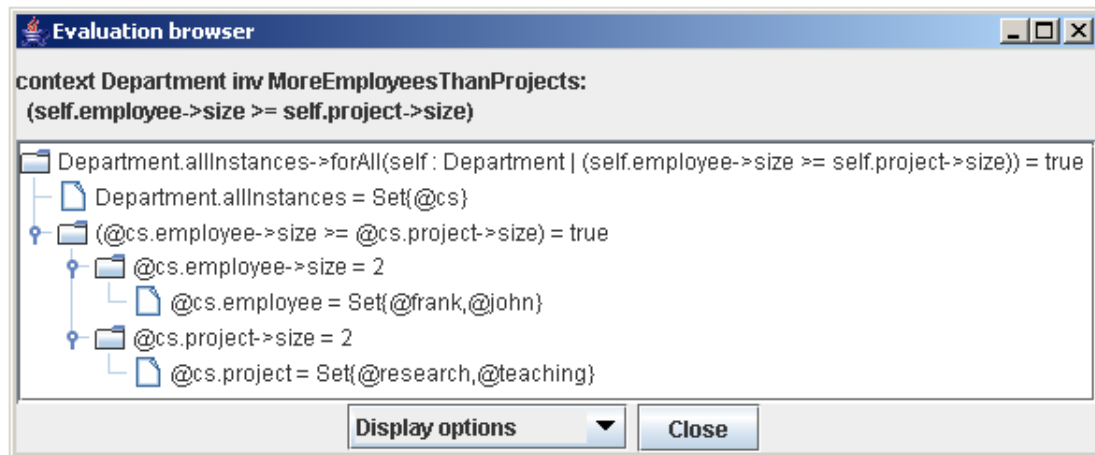 Evaluation browser
context Department inv MoreEmployeesThanProjects:
(self.employee->size >= self.project->size)
Department.allInstances->forAll(self : Department | (self.employee->size >= self.project->size)) = true
Department.allInstances = Set{@cs}
(@cs.employee->size >= @cs.project->size) = true
@cs.employee->size = 2
@cs.employee = Set{@frank,@john}
@cs.project->size = 2
@cs.project = Set{@research,@teaching}
Display options
Close